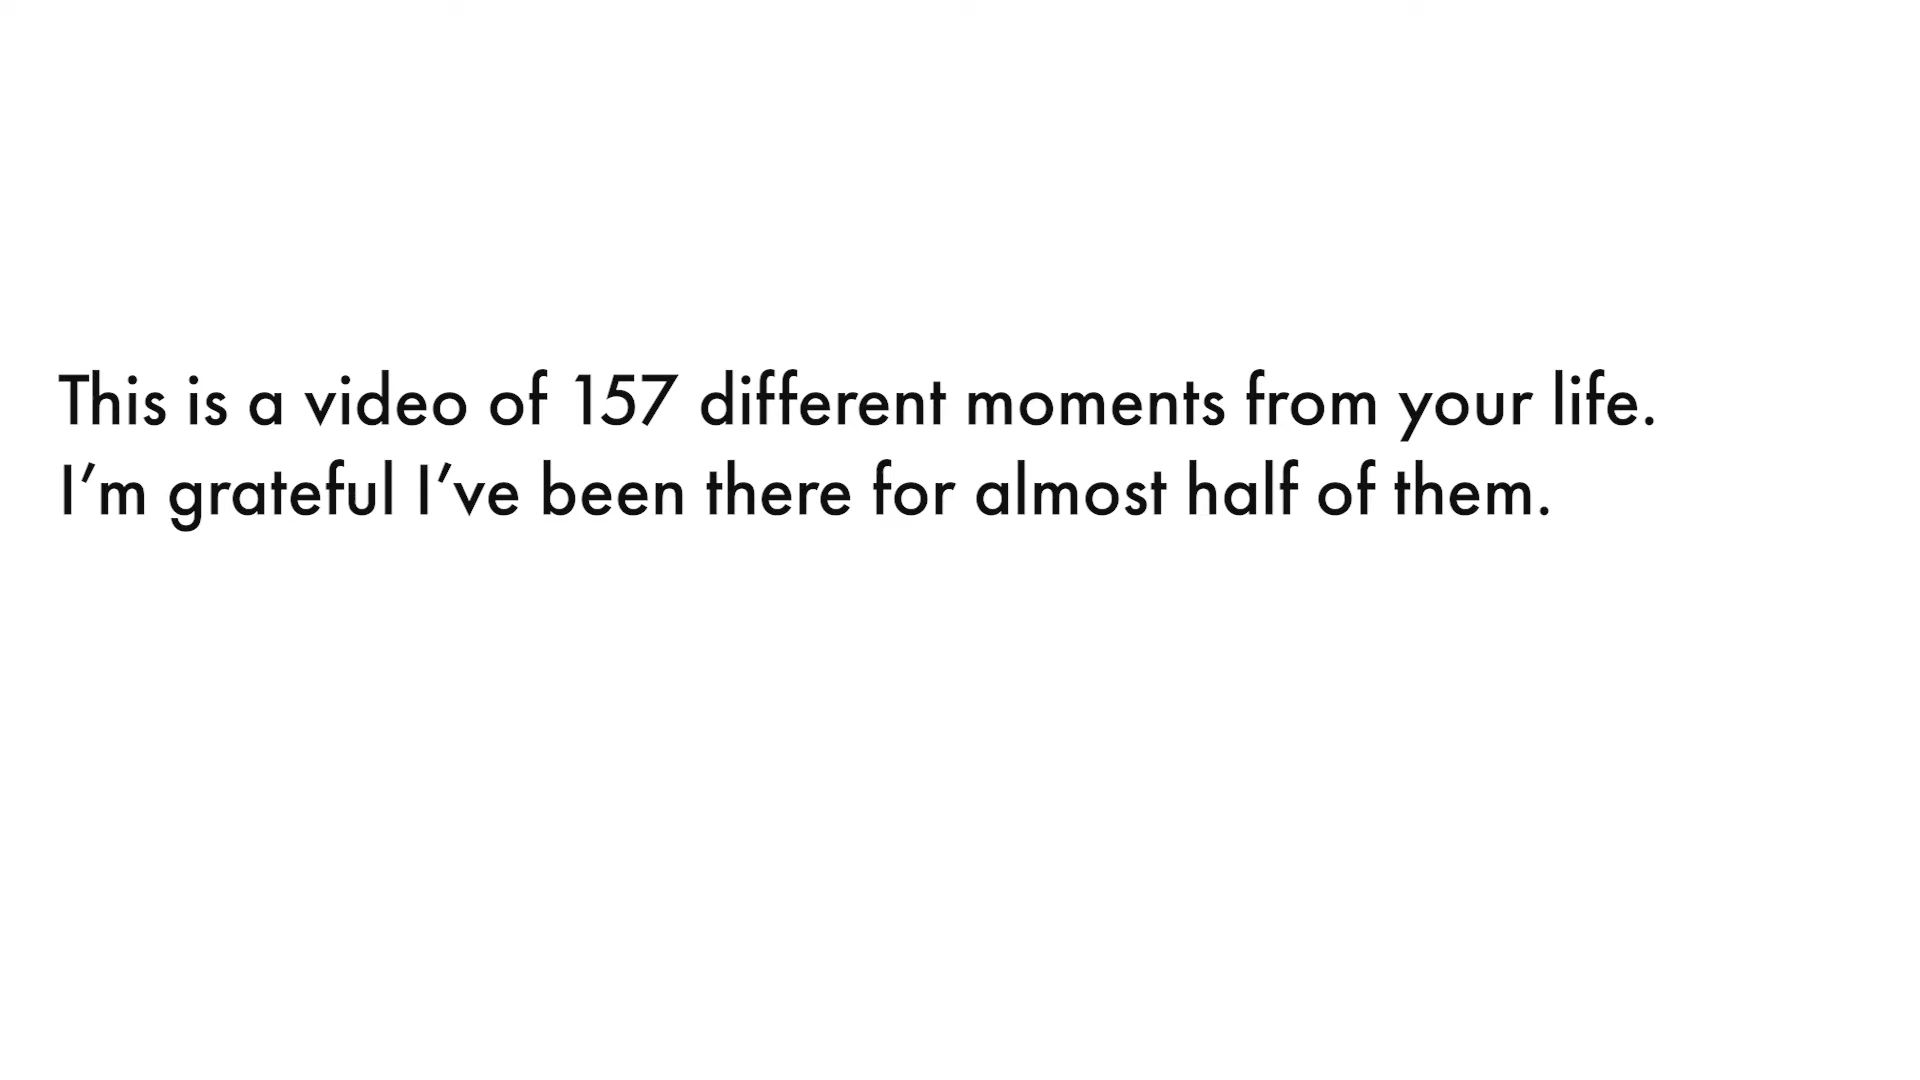 This is a video of 157 different moments from your life.
I’m grateful I’ve been there for almost half of them.